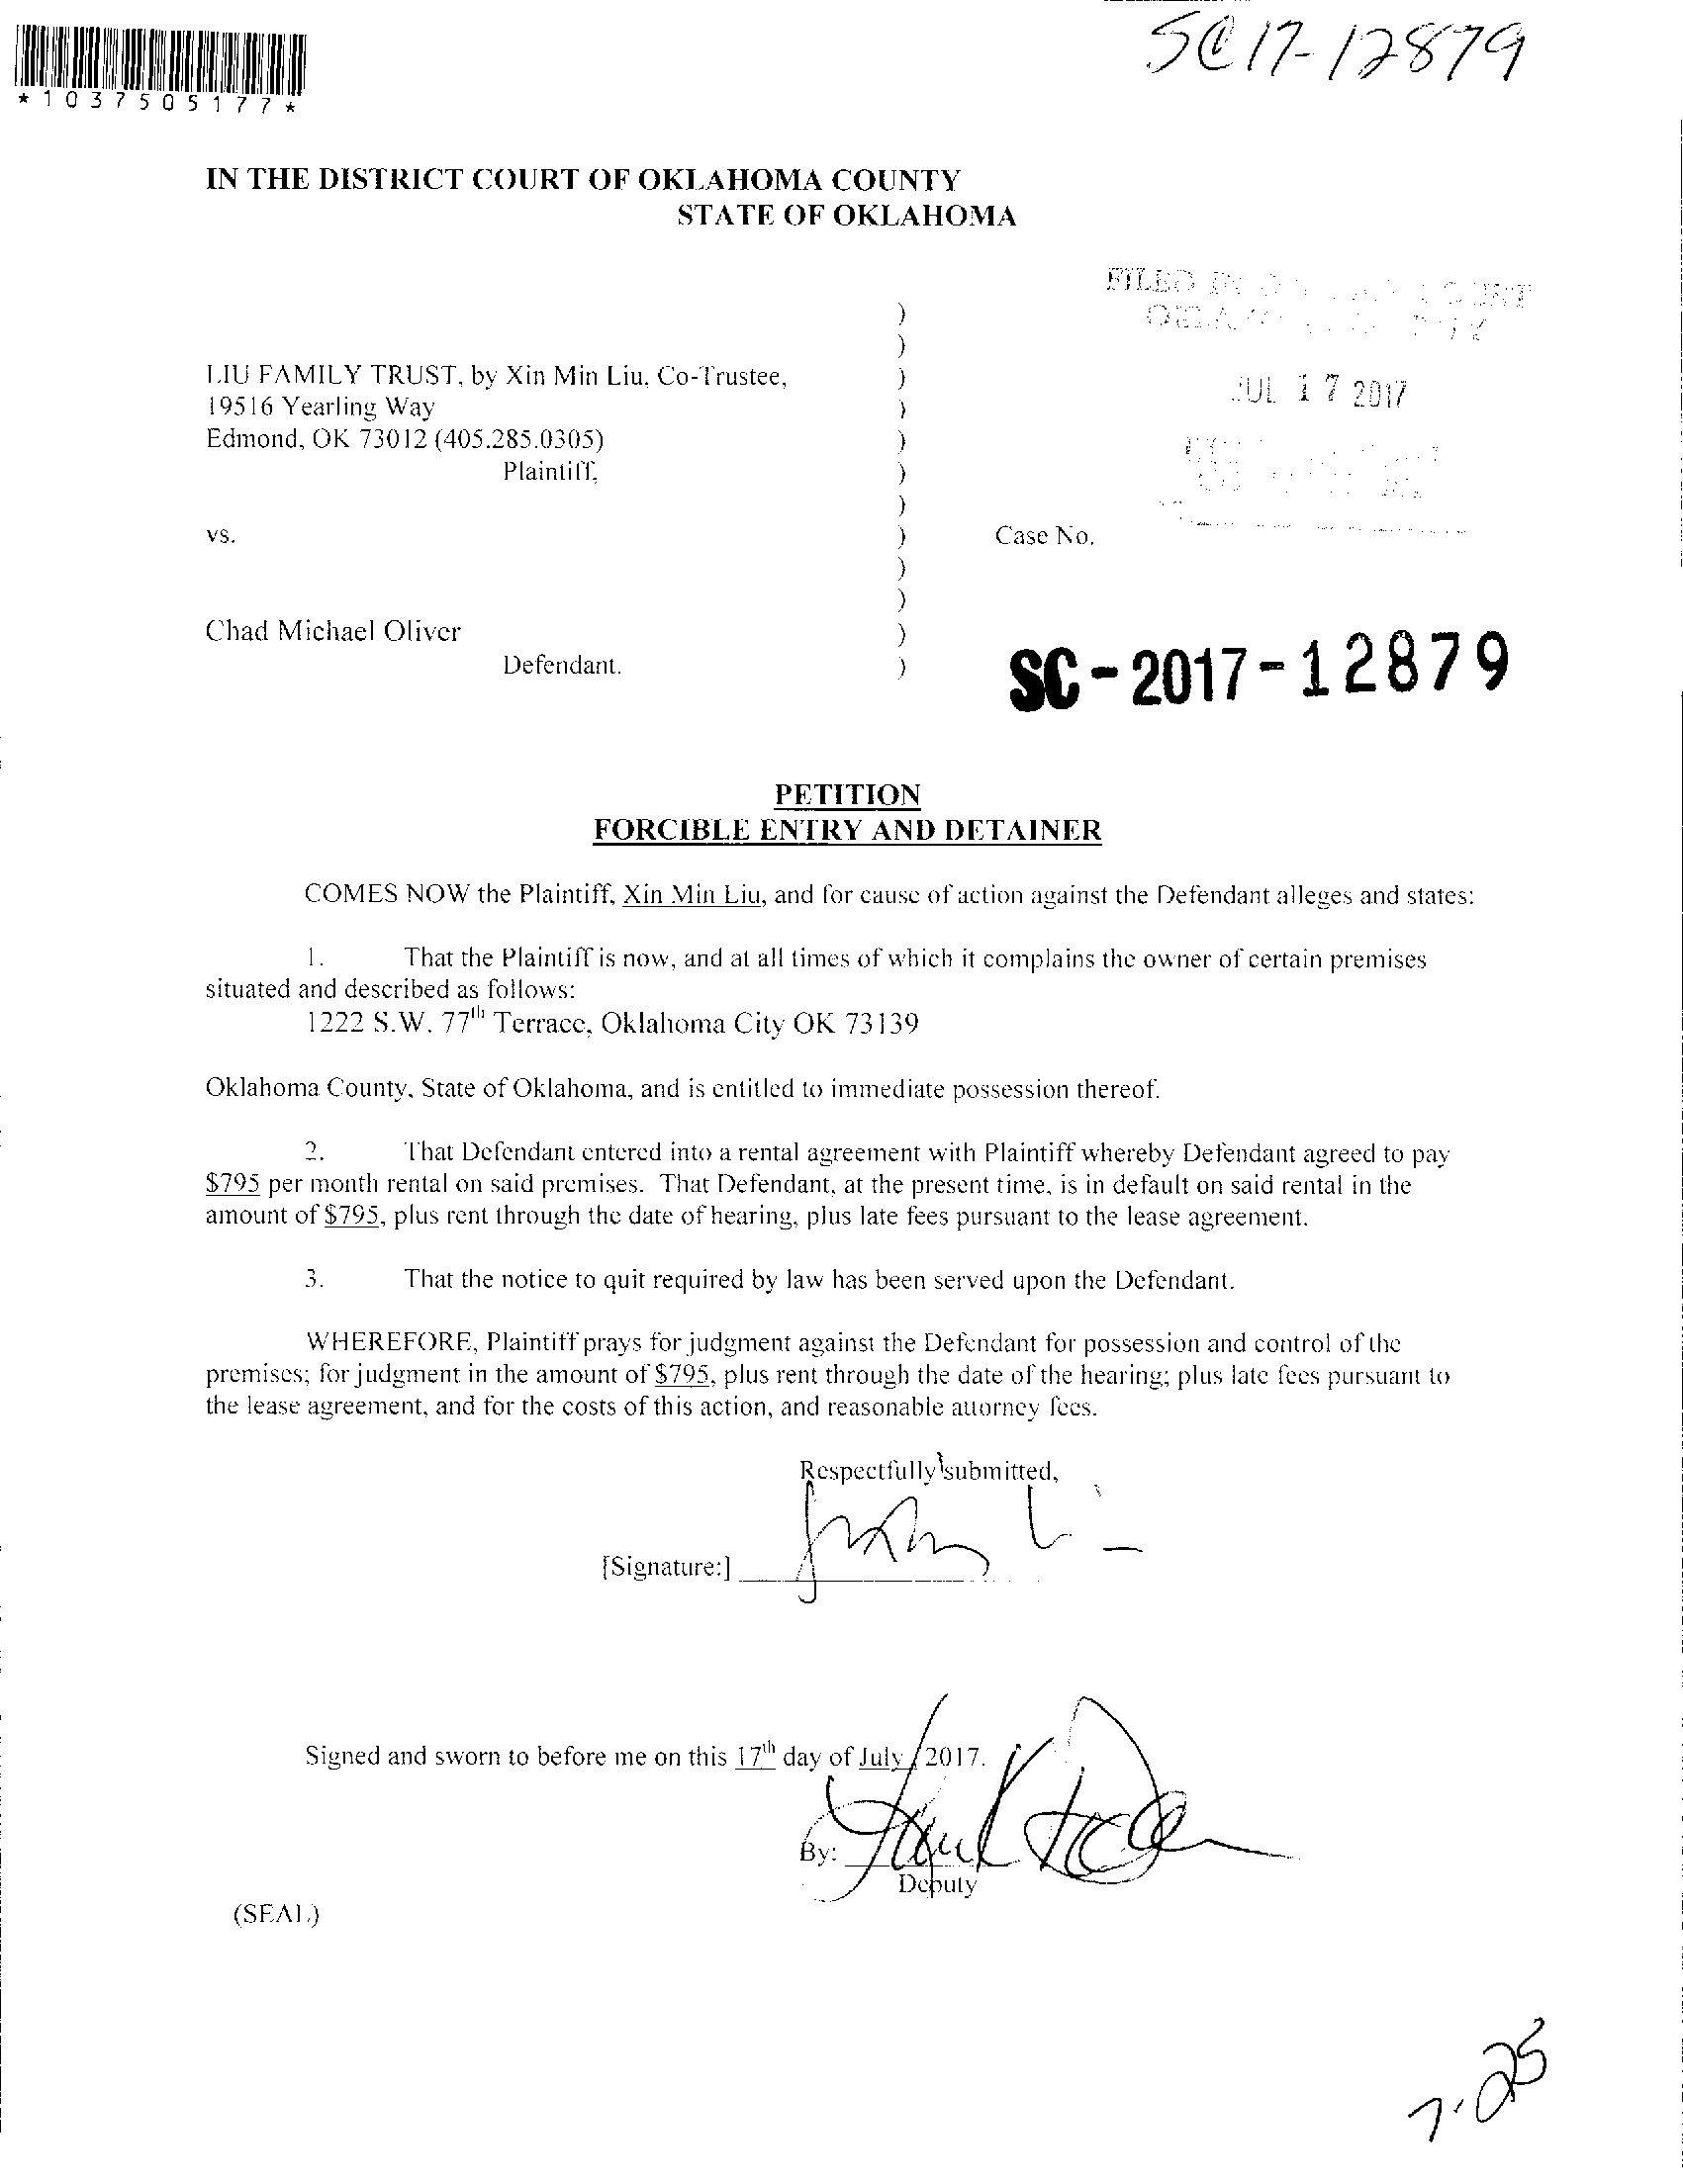 SC17-12879
*1037505177*
IN THE DISTRICT COURT OF OKLAHOMA COUNTY
STATE OF OKLAHOMA
FILED IN
JUL 17 2017
)
)
LIU FAMILY TRUST, by Xin Min Liu, Co-Trustee, )
19516 Yearling Way )
Edmond, OK 73012 (405.285.0305) )
Plaintiff, )
)
vs. ) Case No.
)
)
Chad Michael Oliver )
Defendant. )
SC-2017-12879
PETITION
FORCIBLE ENTRY AND DETAINER
COMES NOW the Plaintiff, Xin Min Liu, and for cause of action against the Defendant alleges and states:
1. That the Plaintiff is now, and at all times of which it complains the owner of certain premises
situated and described as follows:
1222 S.W. 77th Terrace, Oklahoma City OK 73139
Oklahoma County, State of Oklahoma, and is entitled to immediate possession thereof.
2. That Defendant entered into a rental agreement with Plaintiff whereby Defendant agreed to pay
$795 per month rental on said premises. That Defendant, at the present time, is in default on said rental in the
amount of $795, plus rent through the date of hearing, plus late fees pursuant to the lease agreement.
3. That the notice to quit required by law has been served upon the Defendant.
WHEREFORE, Plaintiff prays for judgment against the Defendant for possession and control of the
premises; for judgment in the amount of $795, plus rent through the date of the hearing; plus late fees pursuant to
the lease agreement, and for the costs of this action, and reasonable attorney fees.
Respectfully submitted,
[Signature:]
Signed and sworn to before me on this 17th day of July, 2017.
By:
Deputy
(SEAL)
7-25